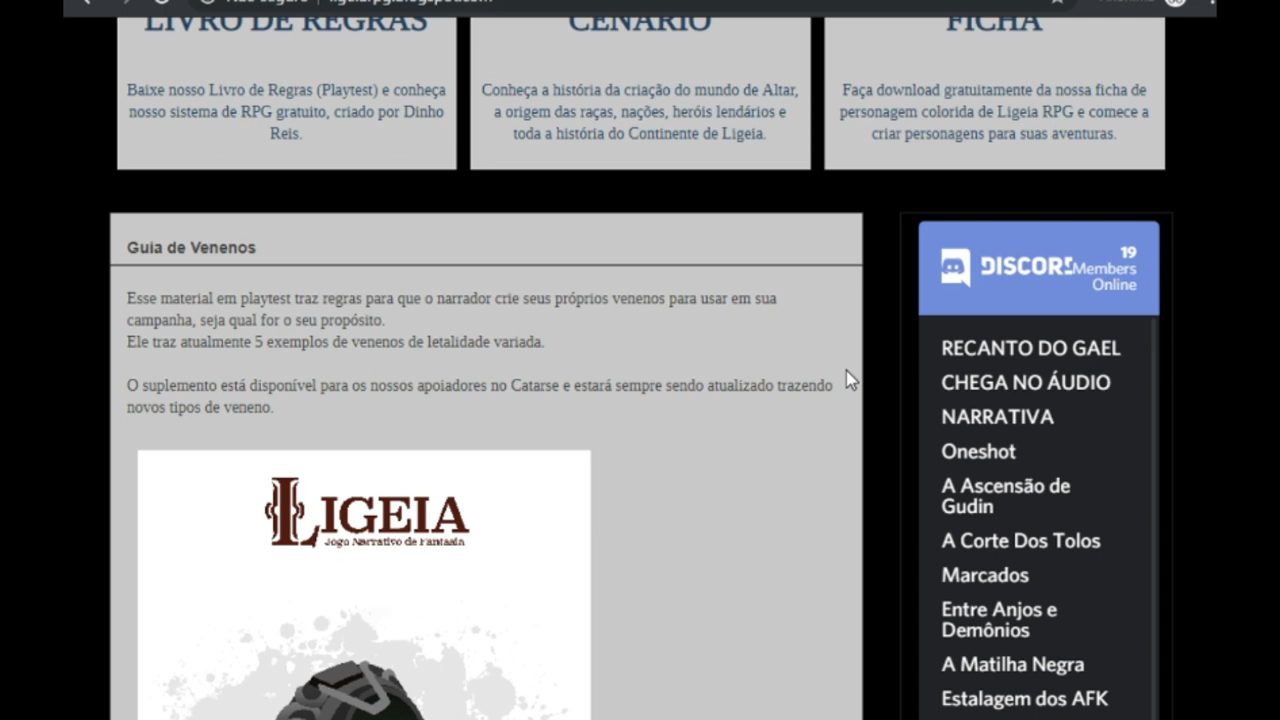 LIVRO DE REGRAS
Baixe nosso Livro de Regras (Playtest) e conheça
nosso sistema de RPG gratuito, criado por Dinho
Reis.
CENÁRIO
Conheça a história da criação do mundo de Altar,
a origem das raças, nações, heróis lendários e
toda a história do Continente de Ligeia.
FICHA
Faça download gratuitamente da nossa ficha de
personagem colorida de Ligeia RPG e comece a
criar personagens para suas aventuras.
Guia de Venenos
Esse material em playtest traz regras para que o narrador crie seus próprios venenos para usar em sua
campanha, seja qual for o seu propósito.
Ele traz atualmente 5 exemplos de venenos de letalidade variada.
O suplemento está disponível para os nossos apoiadores no Catarse e estará sempre sendo atualizado trazendo
novos tipos de veneno.
LIGEIA
Jogo Narrativo de Fantasia
DISCORD
19
Members
Online
RECANTO DO GAEL
CHEGA NO ÁUDIO
NARRATIVA
Oneshot
A Ascensão de
Gudin
A Corte Dos Tolos
Marcados
Entre Anjos e
Demônios
A Matilha Negra
Estalagem dos AFK